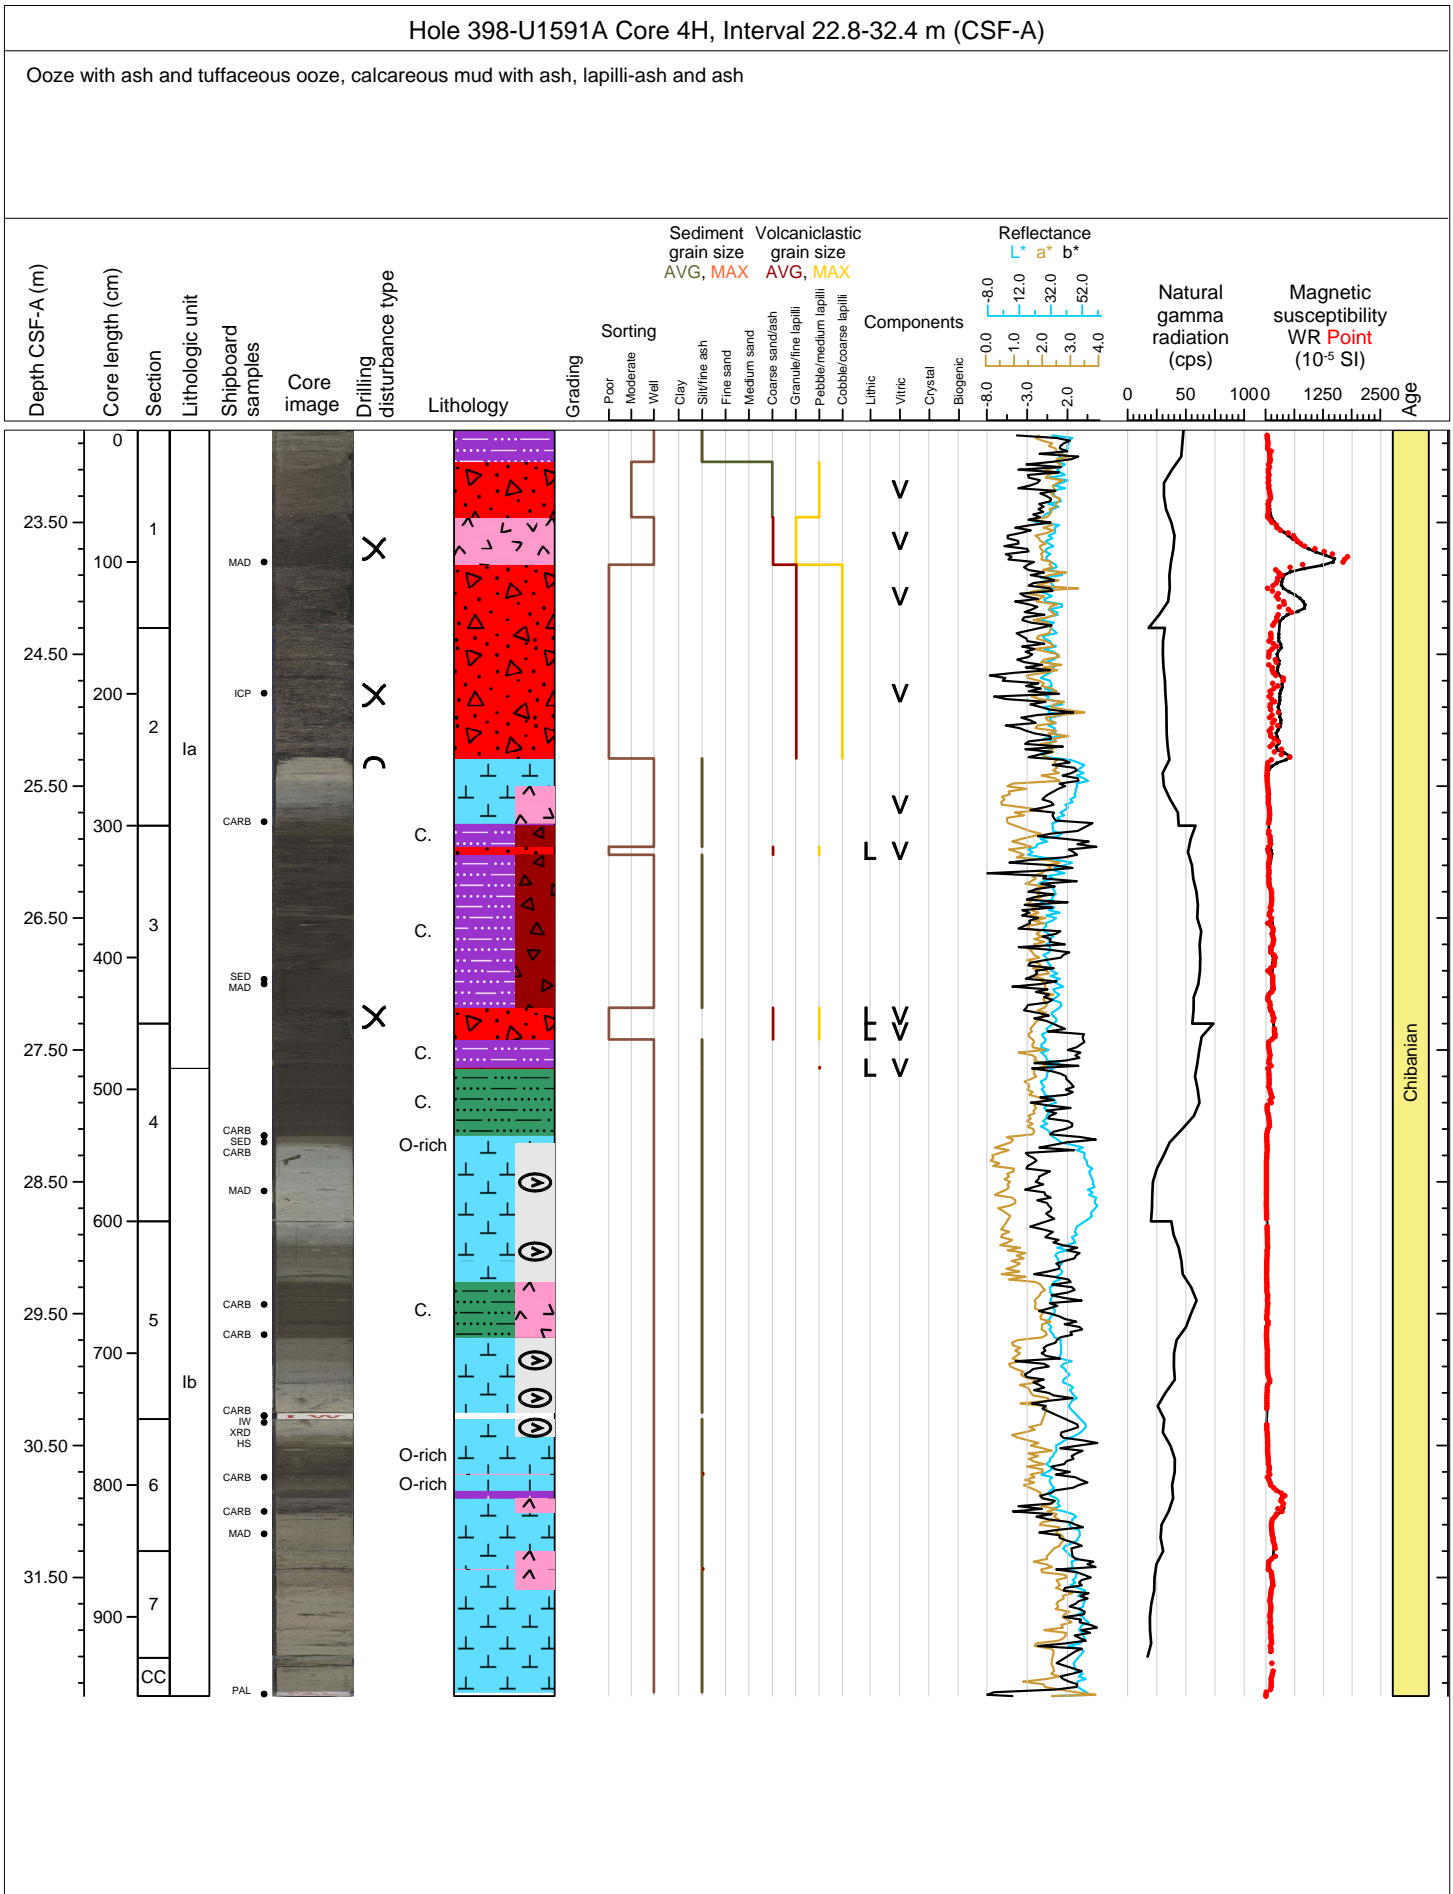 Hole 398-U1591A Core 4H, Interval 22.8-32.4 m (CSF-A)
Ooze with ash and tuffaceous ooze, calcareous mud with ash, lapilli-ash and ash
Depth CSF-A (m)
Core length (cm)
Section
Lithologic unit
Shipboard
samples
Core
image
Drilling
disturbance type
Lithology
Grading
Sorting
Poor
Moderate
Well
Sediment
grain size
AVG, MAX
Volcaniclastic
grain size
AVG, MAX
Clay
Silt/fine ash
Fine sand
Medium sand
Coarse sand/ash
Granule/fine lapilli
Pebble/medium lapilli
Cobble/coarse lapilli
Components
Lithic
Vitric
Crystal
Biogenic
Reflectance
L* a* b*
-8.0 12.0 32.0 52.0
0.0 1.0 2.0 3.0 4.0
-8.0 -3.0 2.0
Natural
gamma
radiation
(cps)
0 50 100
Magnetic
susceptibility
WR Point
(10-5 SI)
0 1250 2500
Age
0
23.50
1
V
V
100
MAD
V
24.50
200
ICP
V
2
Ia
25.50
V
300
CARB
C.
L V
26.50
3
C.
400
SED
MAD
L V
L V
27.50
C.
L V
500
C.
4
CARB
SED
CARB
O-rich
28.50
MAD
600
29.50
CARB
C.
5
CARB
700
Ib
CARB
IW
XRD
HS
IW
30.50
O-rich
800
CARB
O-rich
6
CARB
MAD
31.50
7
900
CC
PAL
Chibanian